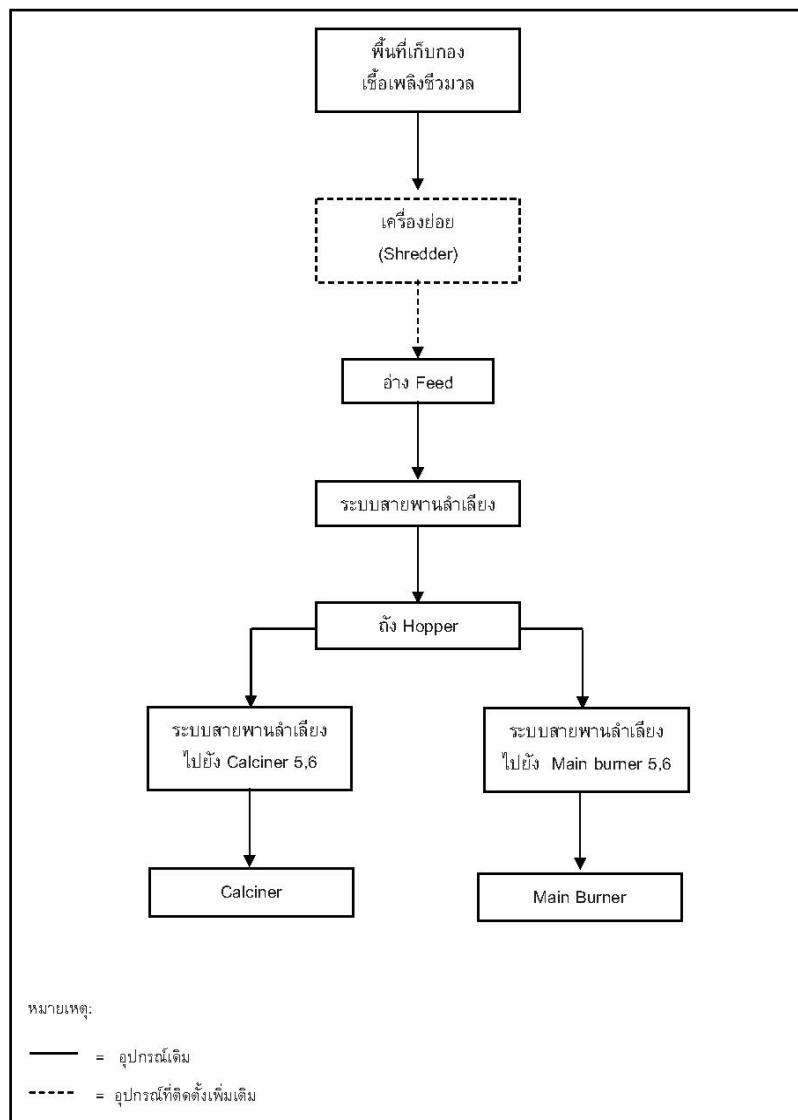 พื้นที่เก็บกอง
เชื้อเพลิงชีวมวล
เครื่องย่อย
(Shredder)
อ่าง Feed
ระบบสายพานลำเลียง
ถัง Hopper
ระบบสายพานลำเลียง
ไปยัง Calciner 5,6
ระบบสายพานลำเลียง
ไปยัง Main burner 5,6
Calciner
Main Burner
หมายเหตุ:
= อุปกรณ์เดิม
= อุปกรณ์ที่ติดตั้งเพิ่มเติม